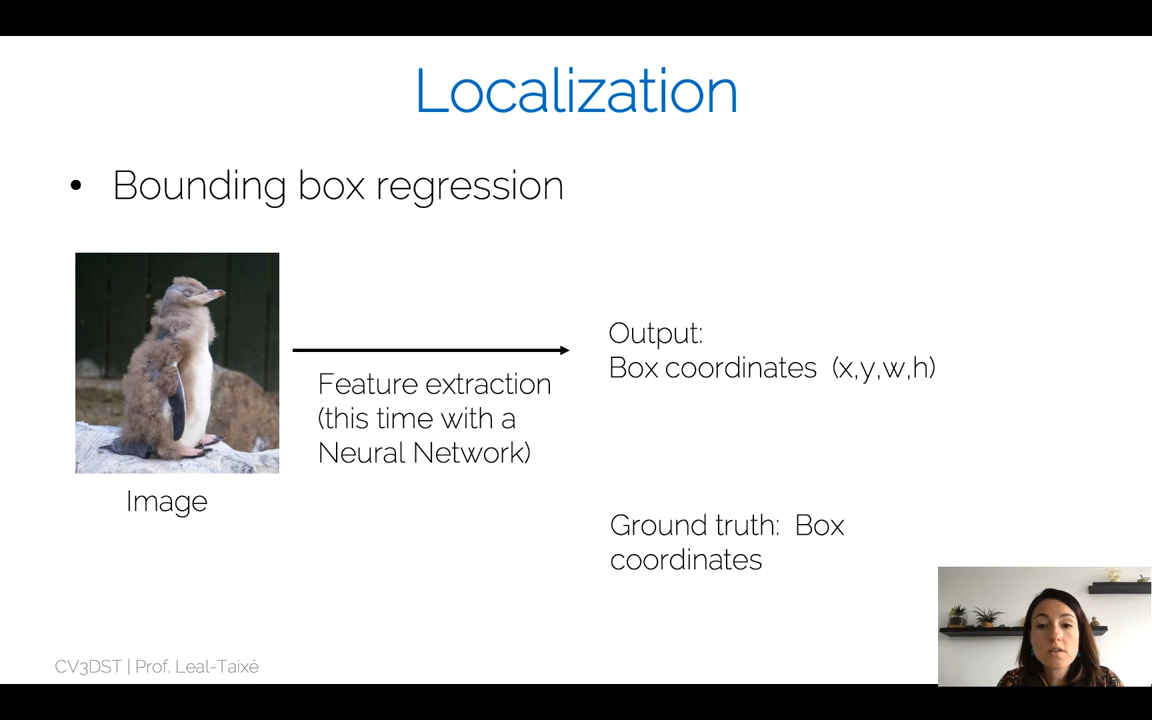 Localization
• Bounding box regression
Output:
Box coordinates (x,y,w,h)
Feature extraction
(this time with a
Neural Network)
Image
Ground truth: Box
coordinates
CV3DST | Prof. Leal-Taixé